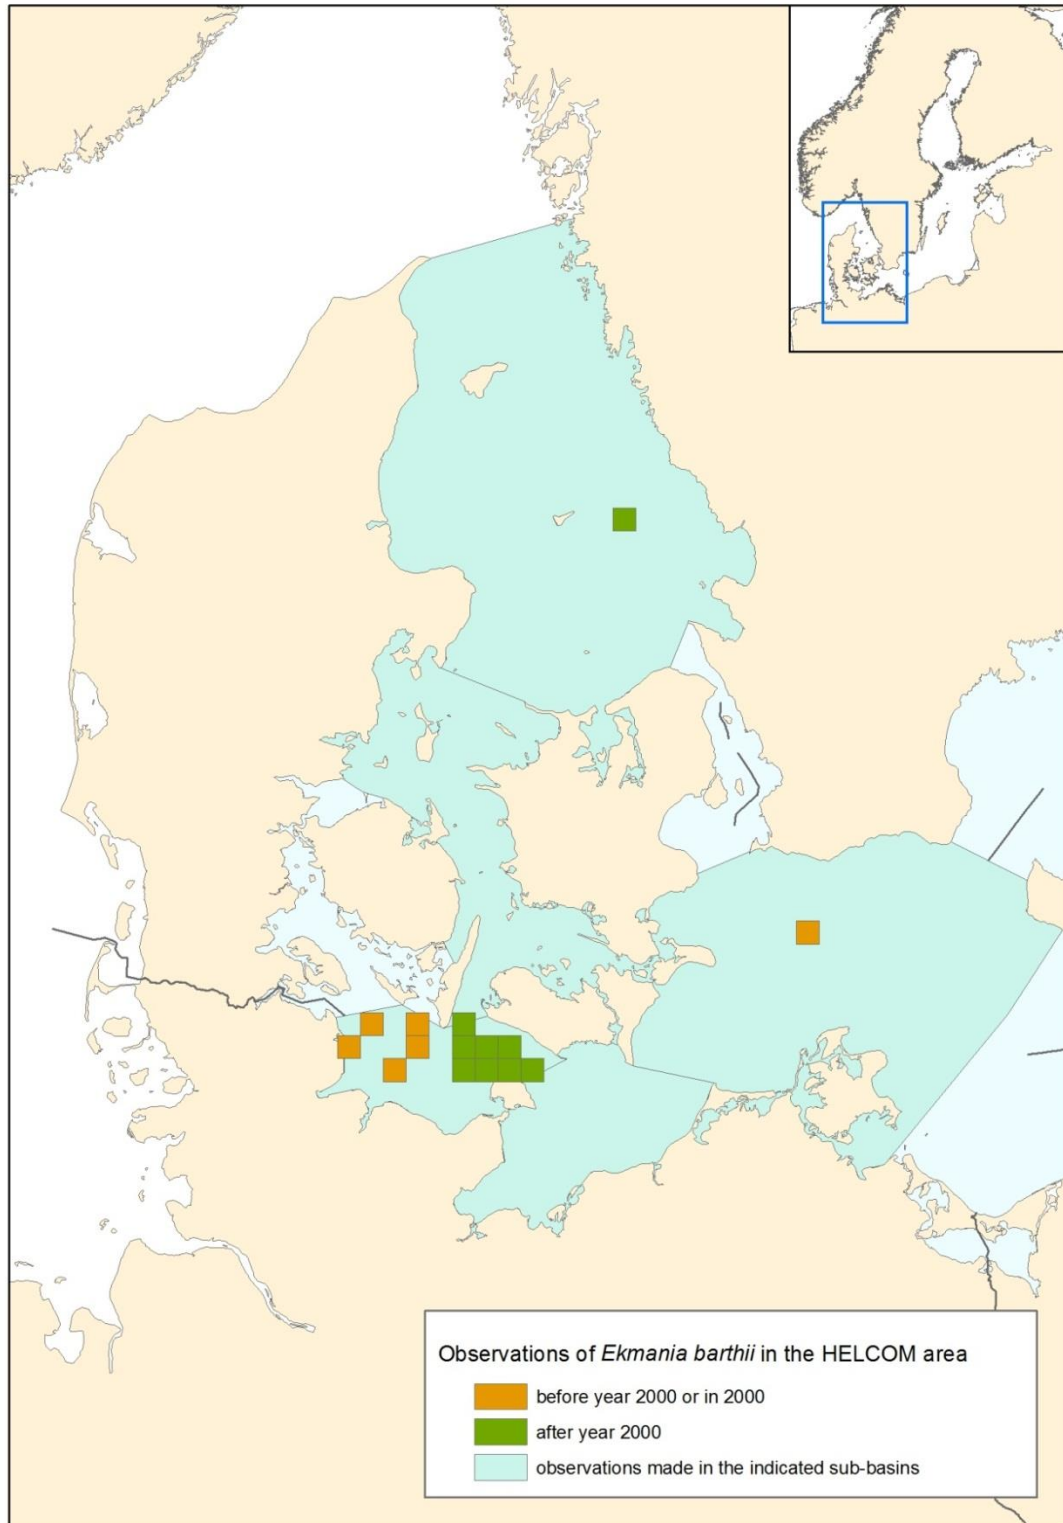 Observations of Ekmania barthii in the HELCOM area
before year 2000 or in 2000
after year 2000
observations made in the indicated sub-basins